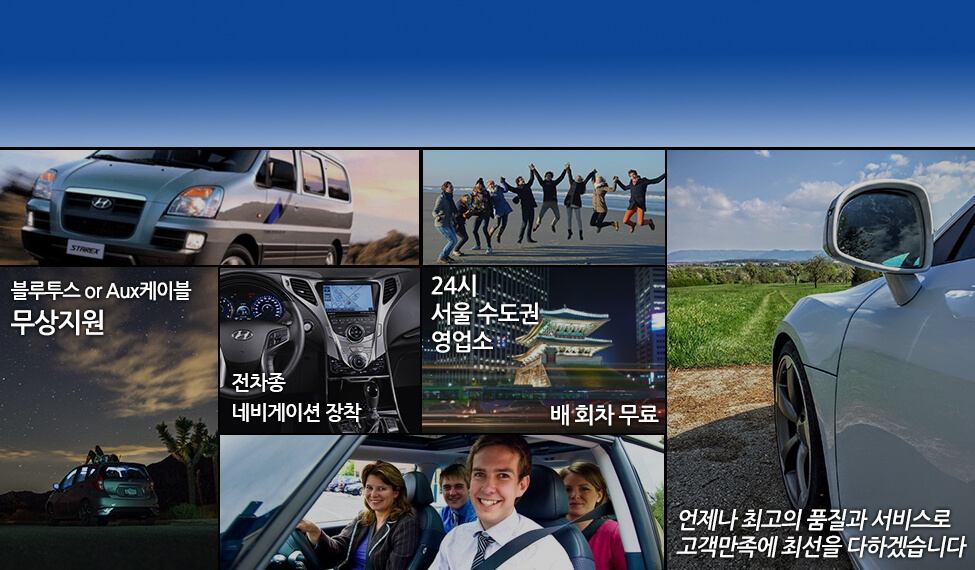 STAREX
블루투스 or Aux케이블
무상지원
전차종
네비게이션 장착
24시
서울 수도권
영업소
배 회차 무료
언제나 최고의 품질과 서비스로
고객만족에 최선을 다하겠습니다